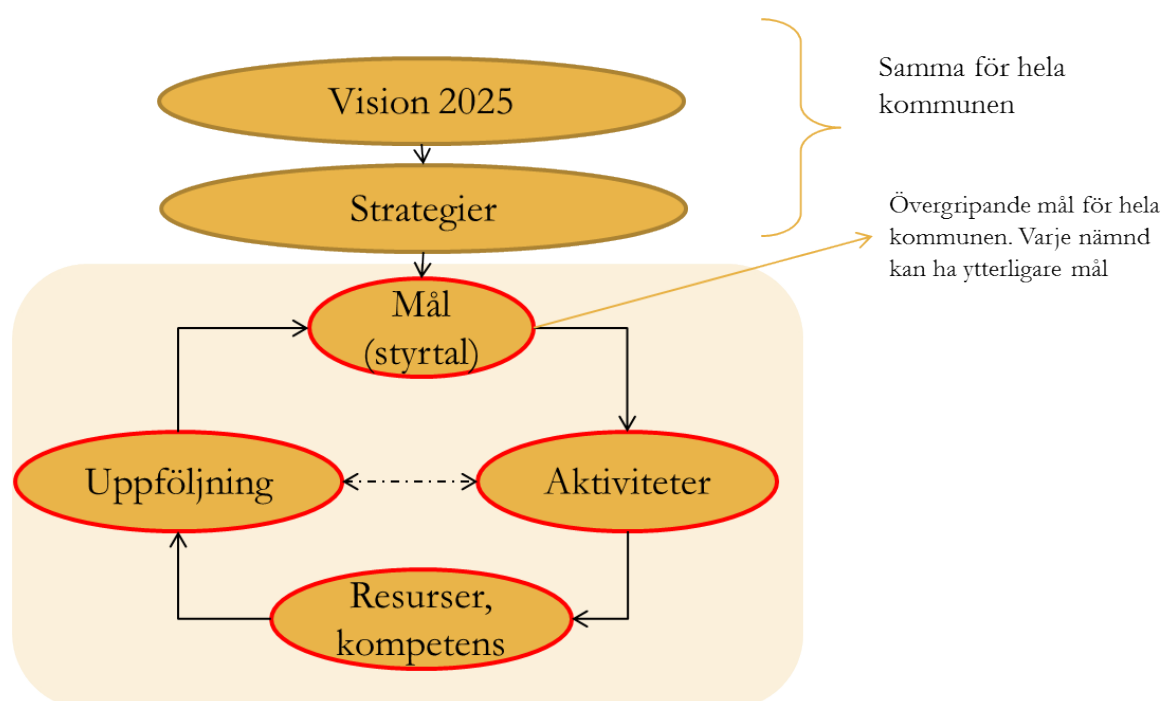 Vision 2025
Samma för hela
kommunen
Strategier
Övergripande mål för hela
kommunen. Varje nämnd
kan ha ytterligare mål
Mål
(styrtal)
Uppföljning
Aktiviteter
Resurser,
kompetens